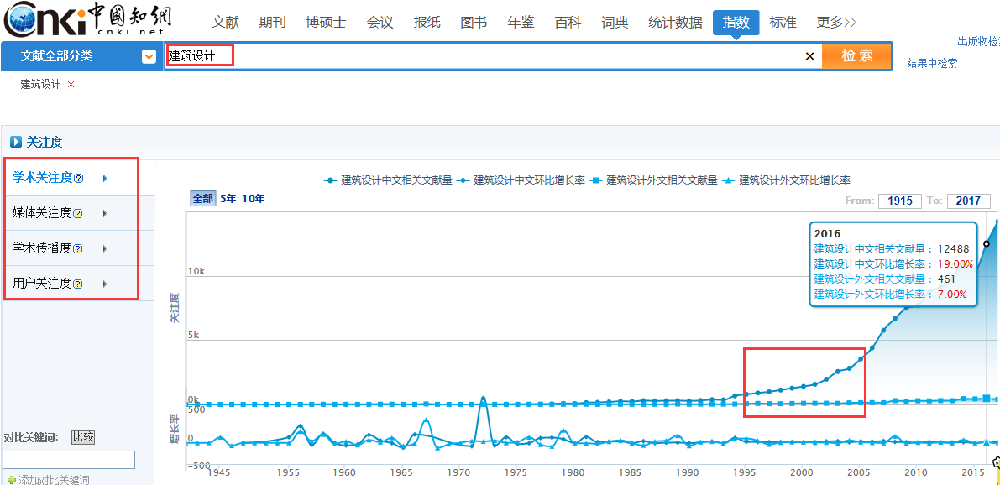 Cnki中国知网
cnki.net
文献 期刊 博硕士 会议 报纸 图书 年鉴 百科 词典 统计数据 指数 标准 更多>>
出版物检
文献全部分类 建筑设计 × 检索
结果中检索
建筑设计 ×
关注度
学术关注度?
媒体关注度?
学术传播度?
用户关注度?
建筑设计中文相关文献量 建筑设计中文环比增长率 建筑设计外文相关文献量 建筑设计外文环比增长率
全部 5年 10年
From: 1915 To: 2017
2016
建筑设计中文相关文献量: 12488
建筑设计中文环比增长率: 19.00%
建筑设计外文相关文献量: 461
建筑设计外文环比增长率: 7.00%
10k
关注度
5k
0k
500
增长率
0
-500
1945 1955 1960 1965 1970 1975 1980 1985 1990 1995 2000 2005 2010 2015
对比关键词: 比较
添加对比关键词